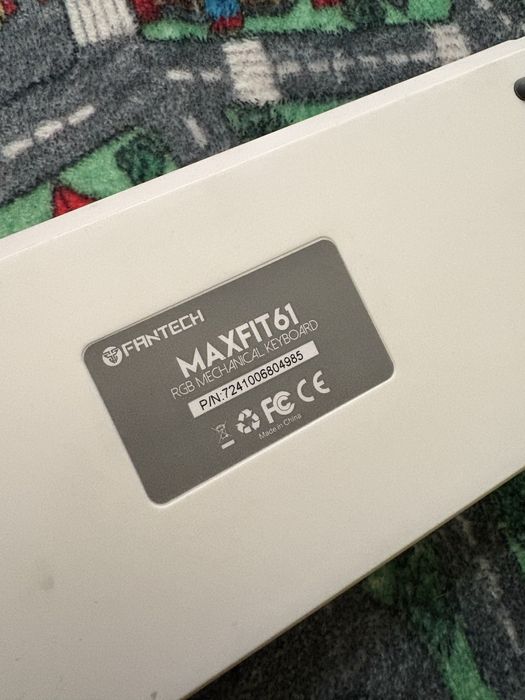 FANTECH
MAXFIT61
RGB MECHANICAL KEYBOARD
P/N:7241006804985
FC CE
Made in China